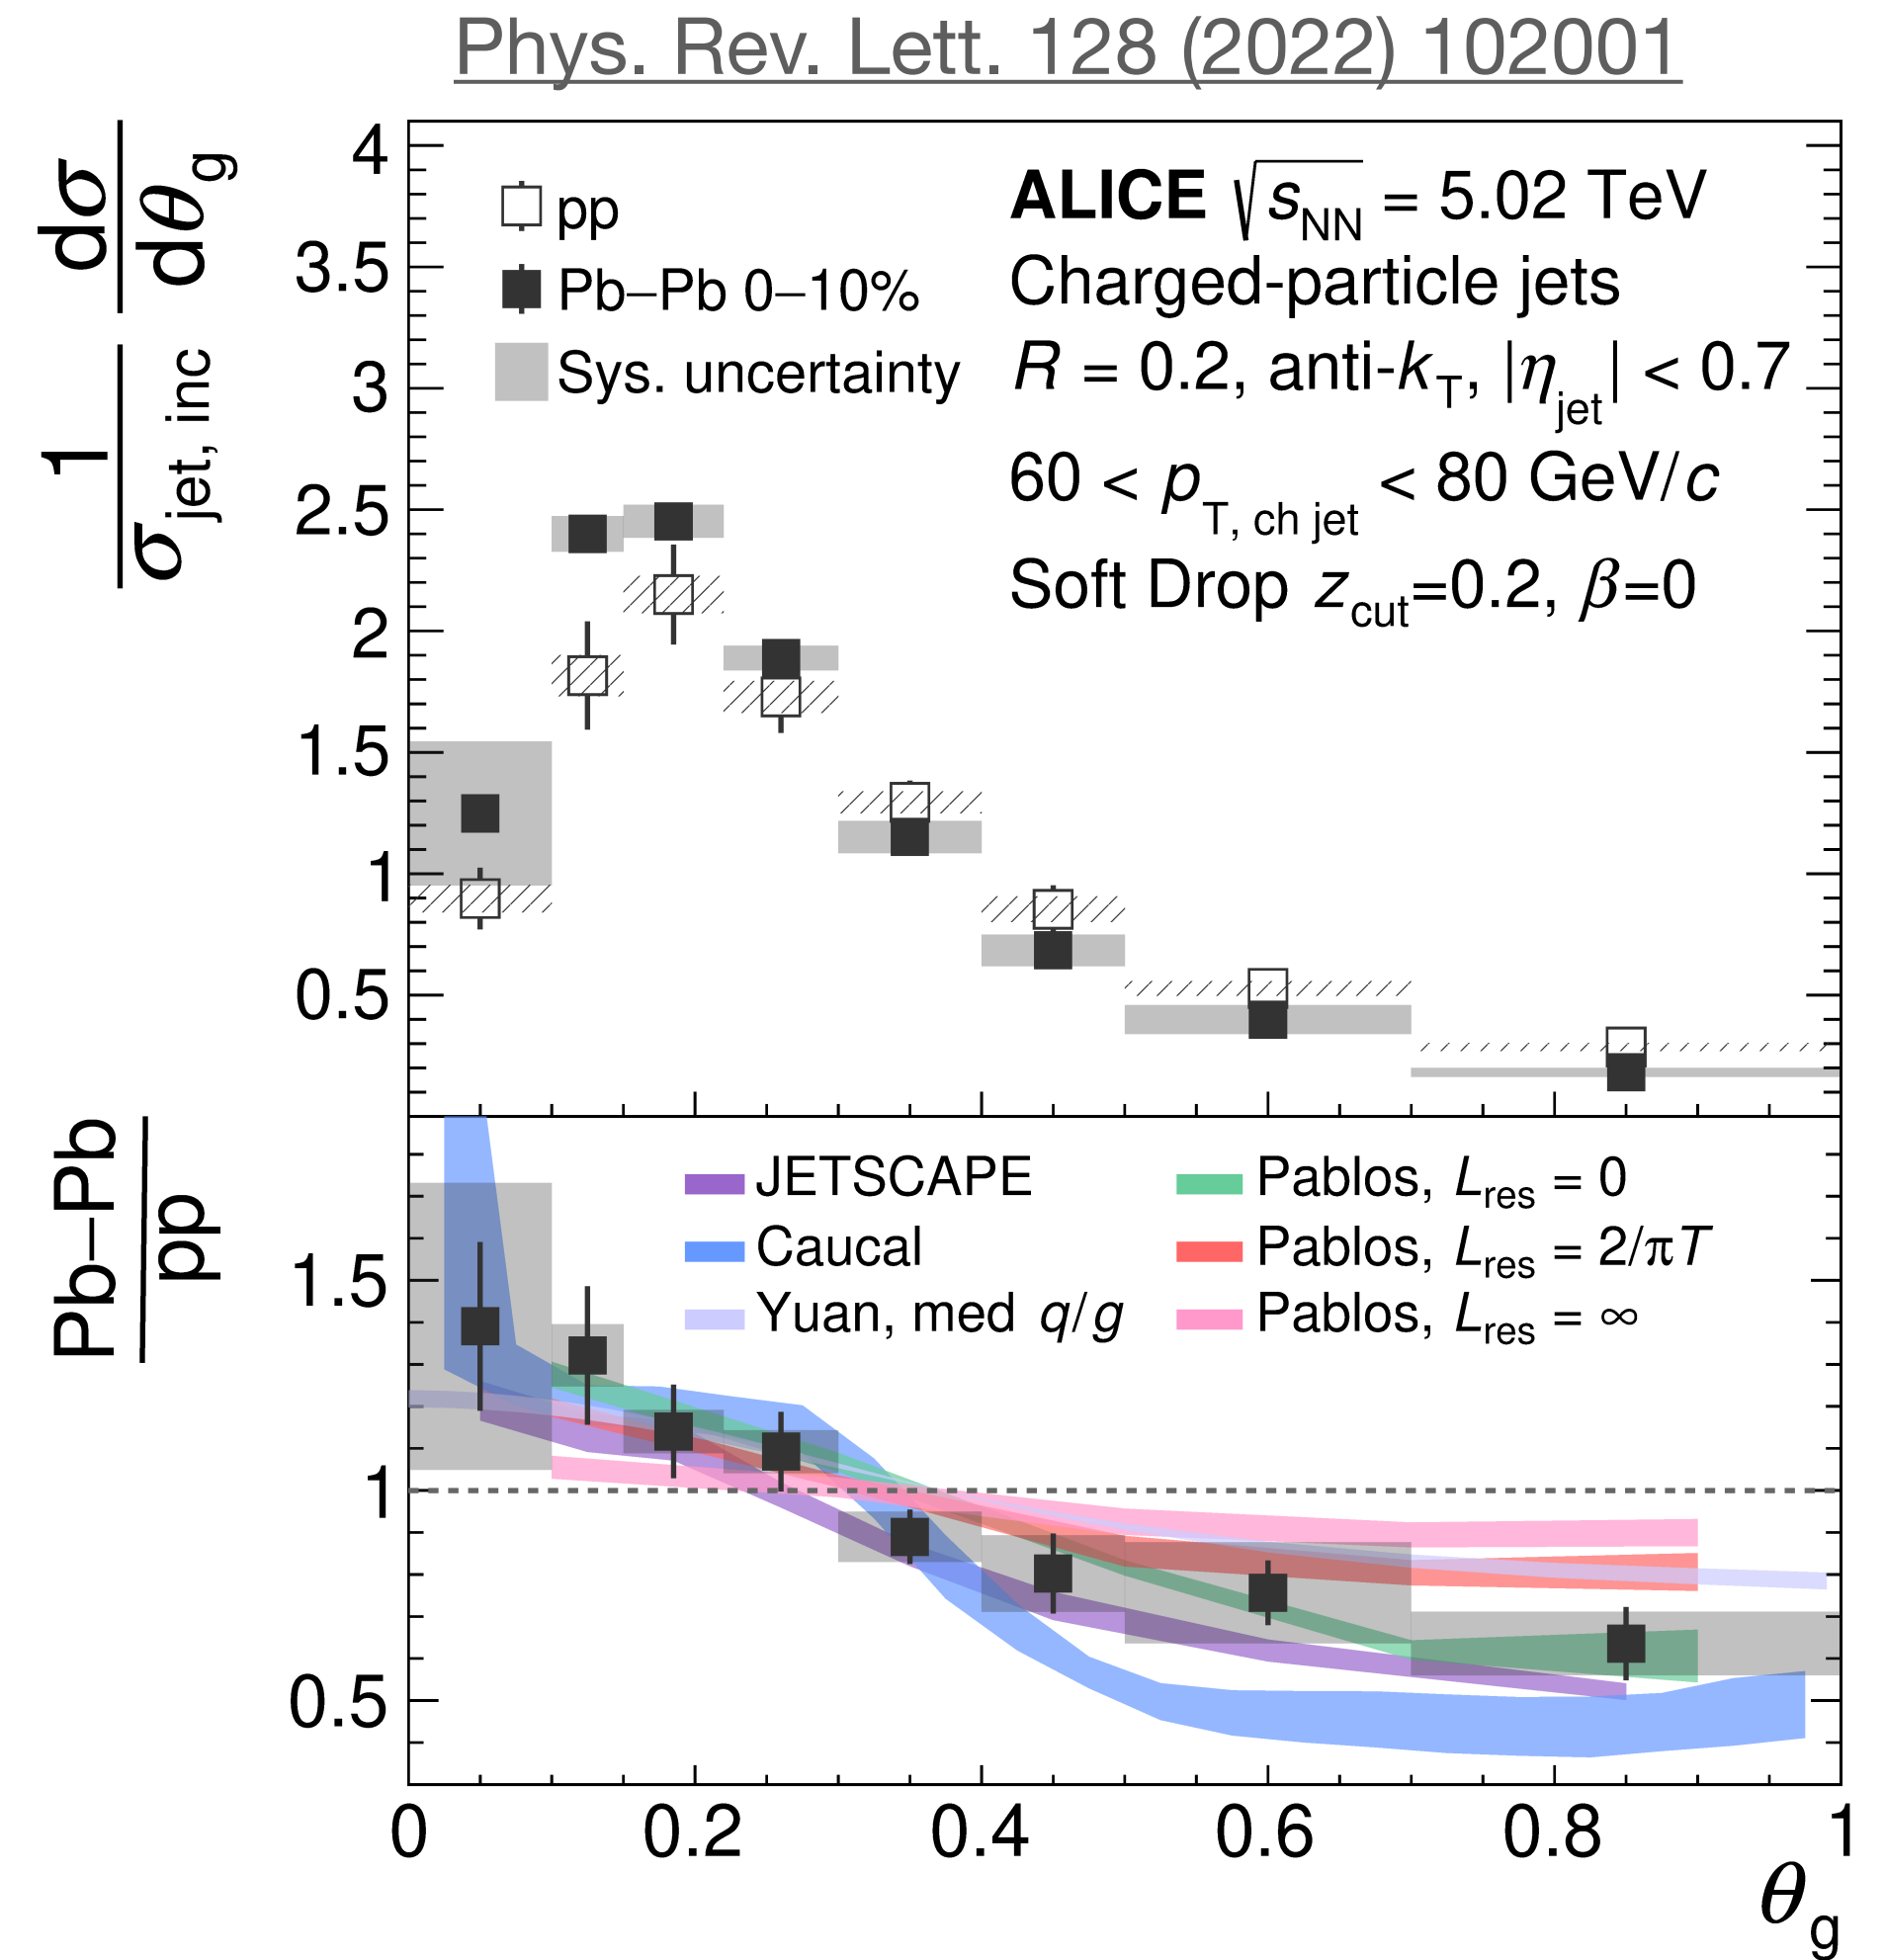 Phys. Rev. Lett. 128 (2022) 102001
1/σjet, inc dσ/dθg
4
3.5
3
2.5
2
1.5
1
0.5
pp
Pb–Pb 0–10%
Sys. uncertainty
ALICE √sNN = 5.02 TeV
Charged-particle jets
R = 0.2, anti-kT, |ηjet| < 0.7
60 < pT, ch jet < 80 GeV/c
Soft Drop zcut=0.2, β=0
Pb–Pb/pp
1.5
1
0.5
JETSCAPE
Caucal
Yuan, med q/g
Pablos, Lres = 0
Pablos, Lres = 2/πT
Pablos, Lres = ∞
0 0.2 0.4 0.6 0.8 1
θg